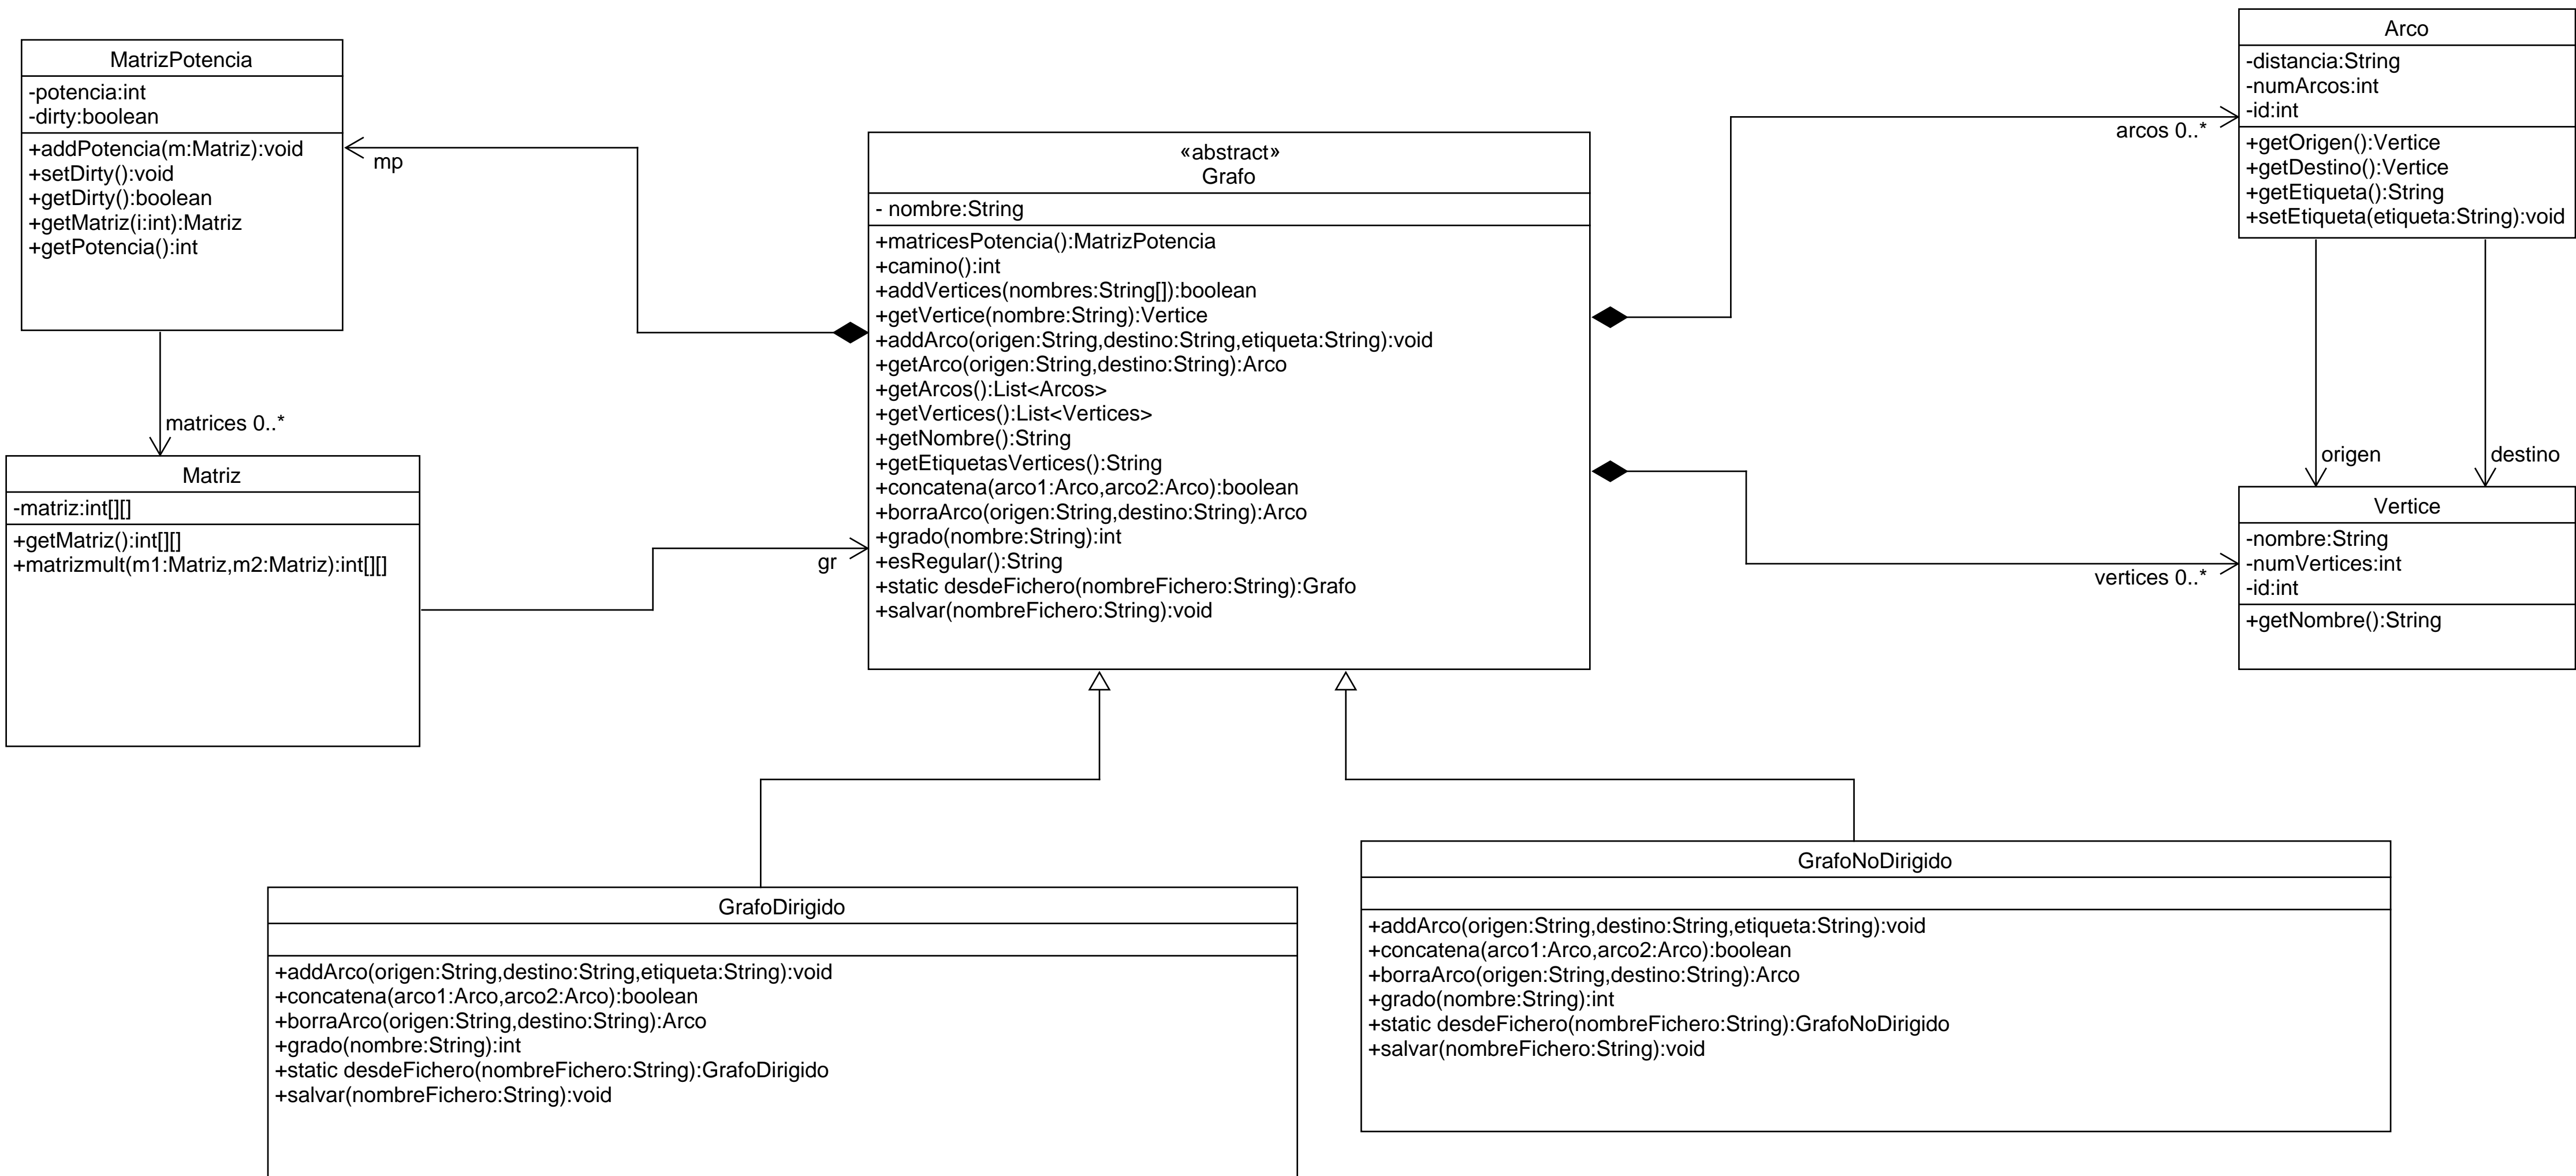 MatrizPotencia
-potencia:int
-dirty:boolean
+addPotencia(m:Matriz):void
+setDirty():void
+getDirty():boolean
+getMatriz(i:int):Matriz
+getPotencia():int
mp
matrices 0..*
Matriz
-matriz:int[][]
+getMatriz():int[][]
+matrizmult(m1:Matriz,m2:Matriz):int[][]
gr
«abstract»
Grafo
- nombre:String
+matricesPotencia():MatrizPotencia
+camino():int
+addVertices(nombres:String[]):boolean
+getVertice(nombre:String):Vertice
+addArco(origen:String,destino:String,etiqueta:String):void
+getArco(origen:String,destino:String):Arco
+getArcos():List<Arcos>
+getVertices():List<Vertices>
+getNombre():String
+getEtiquetasVertices():String
+concatena(arco1:Arco,arco2:Arco):boolean
+borraArco(origen:String,destino:String):Arco
+grado(nombre:String):int
+esRegular():String
+static desdeFichero(nombreFichero:String):Grafo
+salvar(nombreFichero:String):void
arcos 0..*
Arco
-distancia:String
-numArcos:int
-id:int
+getOrigen():Vertice
+getDestino():Vertice
+getEtiqueta():String
+setEtiqueta(etiqueta:String):void
origen
destino
vertices 0..*
Vertice
-nombre:String
-numVertices:int
-id:int
+getNombre():String
GrafoDirigido
+addArco(origen:String,destino:String,etiqueta:String):void
+concatena(arco1:Arco,arco2:Arco):boolean
+borraArco(origen:String,destino:String):Arco
+grado(nombre:String):int
+static desdeFichero(nombreFichero:String):GrafoDirigido
+salvar(nombreFichero:String):void
GrafoNoDirigido
+addArco(origen:String,destino:String,etiqueta:String):void
+concatena(arco1:Arco,arco2:Arco):boolean
+borraArco(origen:String,destino:String):Arco
+grado(nombre:String):int
+static desdeFichero(nombreFichero:String):GrafoNoDirigido
+salvar(nombreFichero:String):void